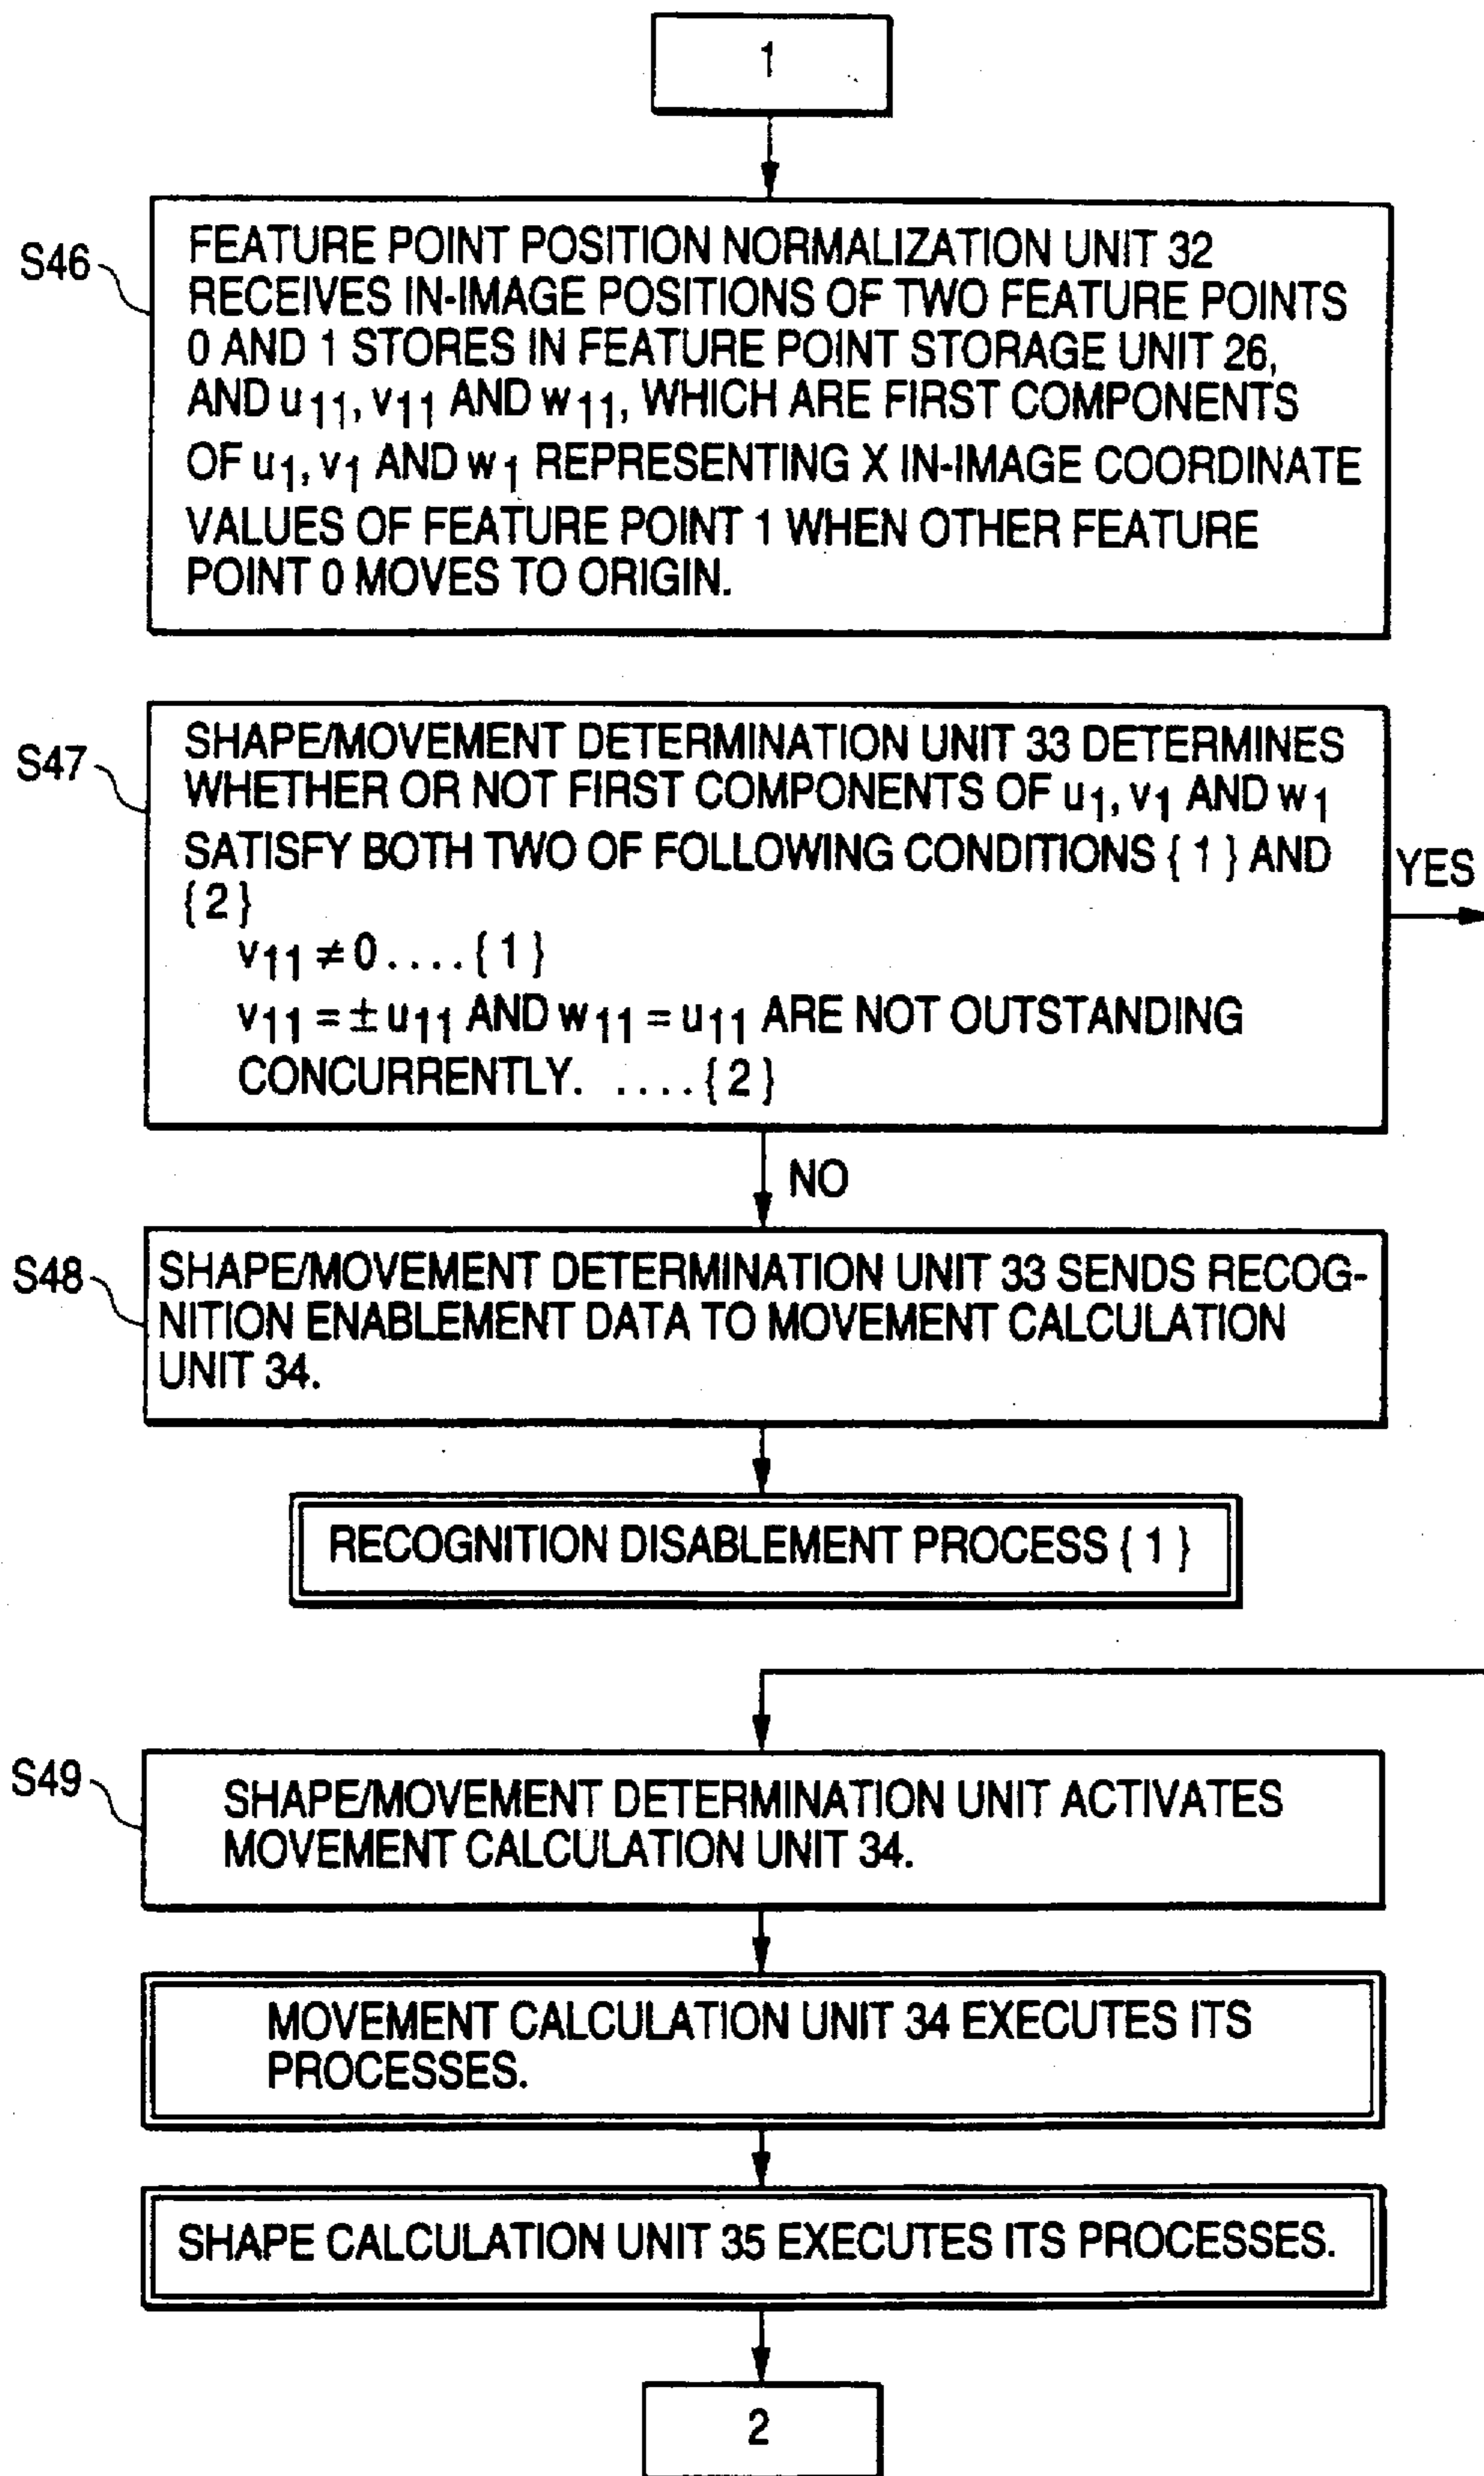 1
S46
FEATURE POINT POSITION NORMALIZATION UNIT 32
RECEIVES IN-IMAGE POSITIONS OF TWO FEATURE POINTS
0 AND 1 STORES IN FEATURE POINT STORAGE UNIT 26,
AND u11, v11 AND w11, WHICH ARE FIRST COMPONENTS
OF u1, v1 AND w1 REPRESENTING X IN-IMAGE COORDINATE
VALUES OF FEATURE POINT 1 WHEN OTHER FEATURE
POINT 0 MOVES TO ORIGIN.
S47
SHAPE/MOVEMENT DETERMINATION UNIT 33 DETERMINES
WHETHER OR NOT FIRST COMPONENTS OF u1, v1 AND w1
SATISFY BOTH TWO OF FOLLOWING CONDITIONS { 1 } AND
{ 2 }
v11 ≠ 0 . . . . { 1 }
v11 = ± u11 AND w11 = u11 ARE NOT OUTSTANDING
CONCURRENTLY. . . . . { 2 }
YES
NO
S48
SHAPE/MOVEMENT DETERMINATION UNIT 33 SENDS RECOG-
NITION ENABLEMENT DATA TO MOVEMENT CALCULATION
UNIT 34.
RECOGNITION DISABLEMENT PROCESS { 1 }
S49
SHAPE/MOVEMENT DETERMINATION UNIT ACTIVATES
MOVEMENT CALCULATION UNIT 34.
MOVEMENT CALCULATION UNIT 34 EXECUTES ITS
PROCESSES.
SHAPE CALCULATION UNIT 35 EXECUTES ITS PROCESSES.
2